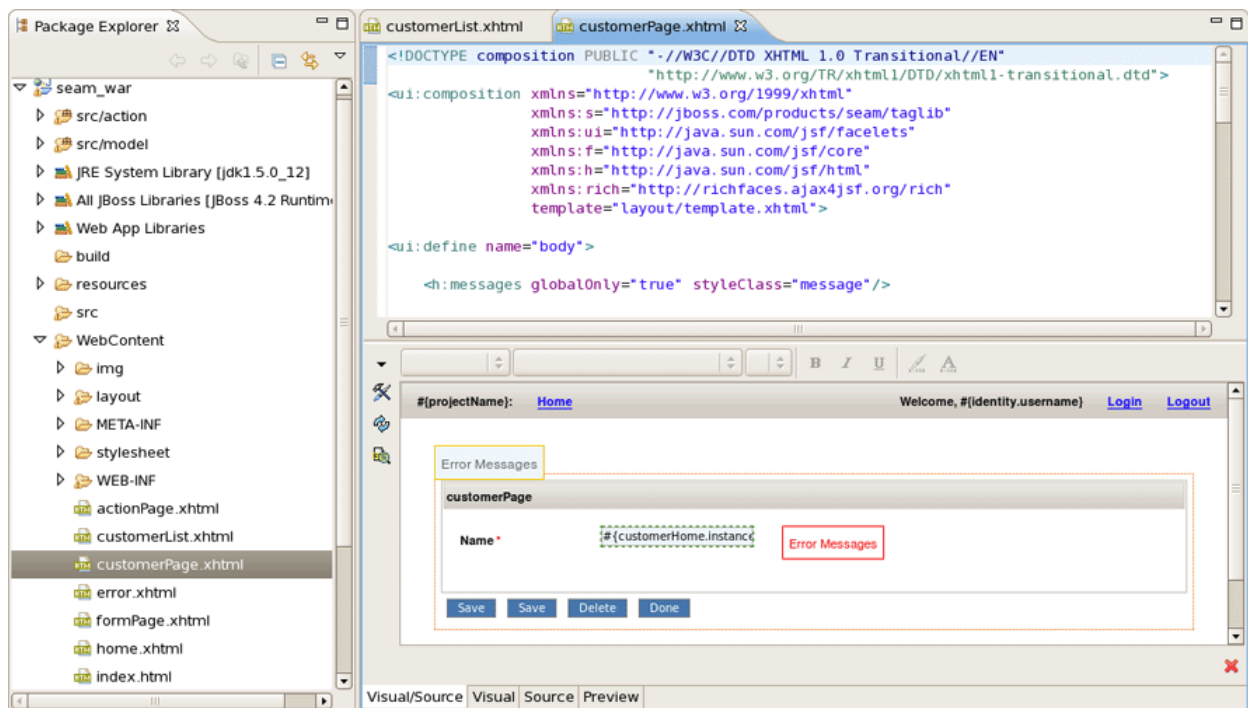 Package Explorer
seam_war
src/action
src/model
JRE System Library [jdk1.5.0_12]
All JBoss Libraries [JBoss 4.2 Runtim
Web App Libraries
build
resources
src
WebContent
img
layout
META-INF
stylesheet
WEB-INF
actionPage.xhtml
customerList.xhtml
customerPage.xhtml
error.xhtml
formPage.xhtml
home.xhtml
index.html
customerList.xhtml customerPage.xhtml
<!DOCTYPE composition PUBLIC "-//W3C//DTD XHTML 1.0 Transitional//EN"
"http://www.w3.org/TR/xhtml1/DTD/xhtml1-transitional.dtd">
<ui:composition xmlns="http://www.w3.org/1999/xhtml"
xmlns:s="http://jboss.com/products/seam/taglib"
xmlns:ui="http://java.sun.com/jsf/facelets"
xmlns:f="http://java.sun.com/jsf/core"
xmlns:h="http://java.sun.com/jsf/html"
xmlns:rich="http://richfaces.ajax4jsf.org/rich"
template="layout/template.xhtml">
<ui:define name="body">
<h:messages globalOnly="true" styleClass="message"/>
B I U A
#{projectName}: Home Welcome, #{identity.username} Login Logout
Error Messages
customerPage
Name * #{customerHome.instance Error Messages
Save Save Delete Done
Visual/Source Visual Source Preview